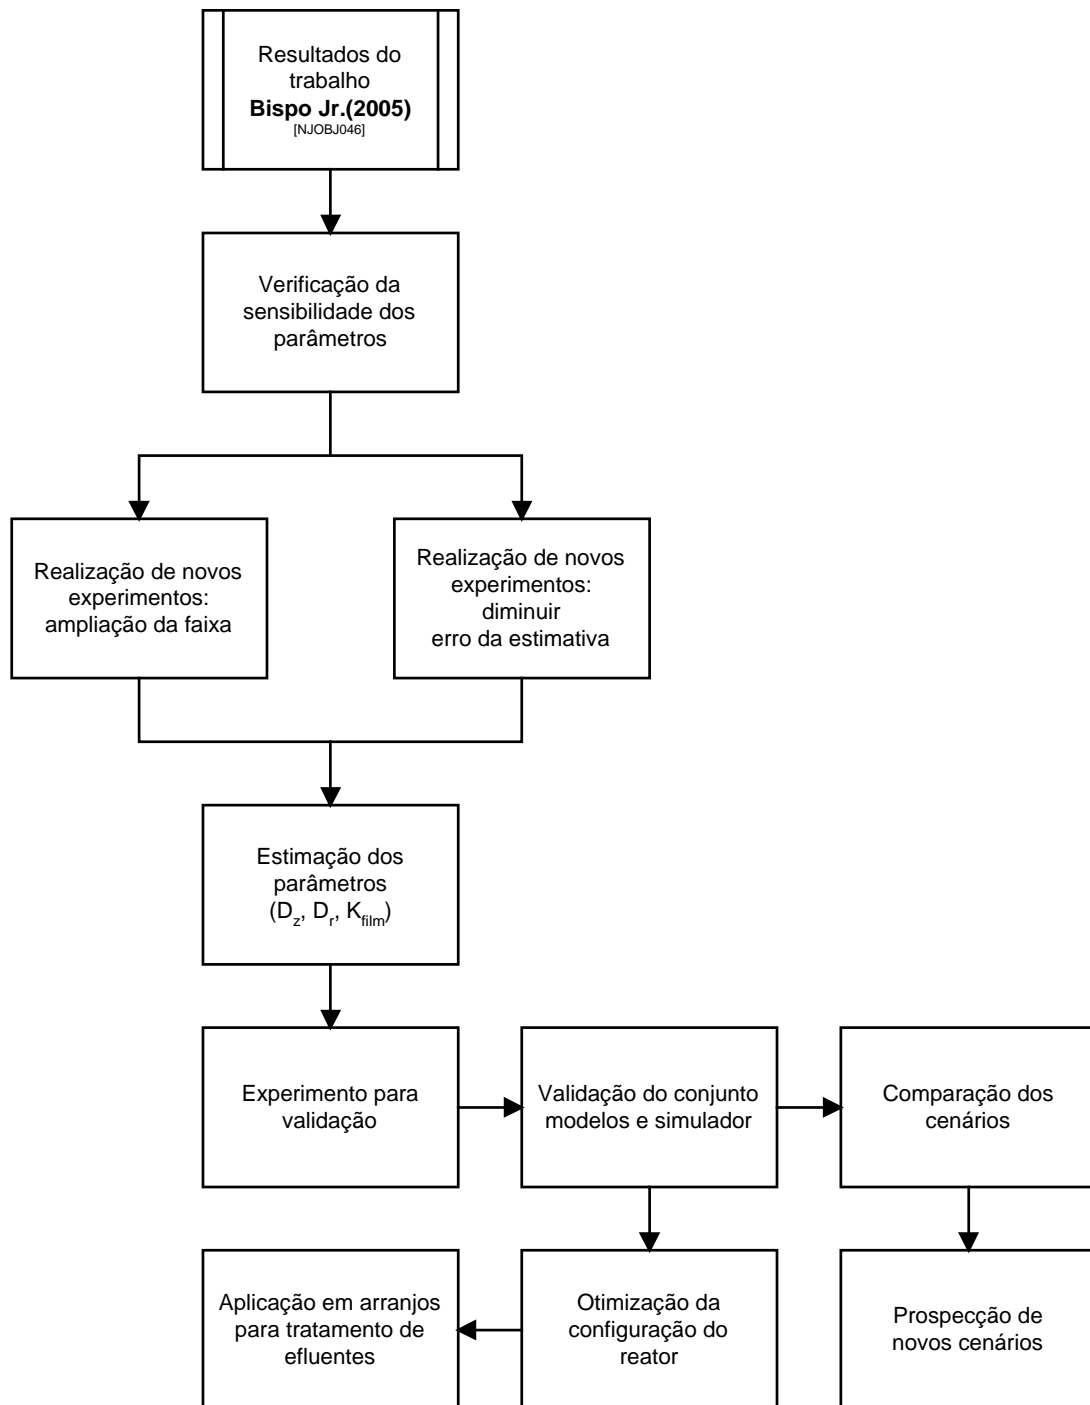 Resultados do
trabalho
Bispo Jr.(2005)
[NJOBJ046]
Verificação da
sensibilidade dos
parâmetros
Realização de novos
experimentos:
ampliação da faixa
Realização de novos
experimentos:
diminuir
erro da estimativa
Estimação dos
parâmetros
(Dz, Dr, Kfilm)
Experimento para
validação
Validação do conjunto
modelos e simulador
Comparação dos
cenários
Aplicação em arranjos
para tratamento de
efluentes
Otimização da
configuração do
reator
Prospecção de
novos cenários